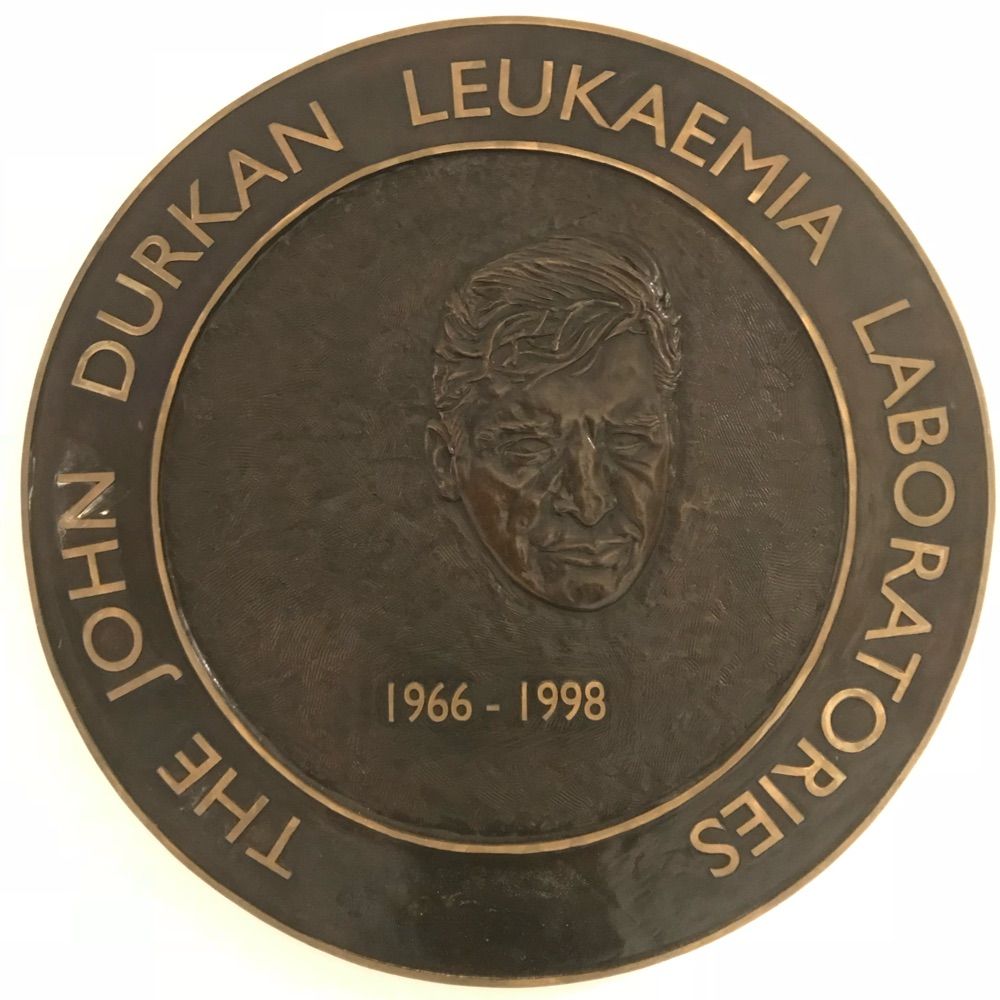 THE JOHN DURKAN LEUKAEMIA LABORATORIES
1966 - 1998